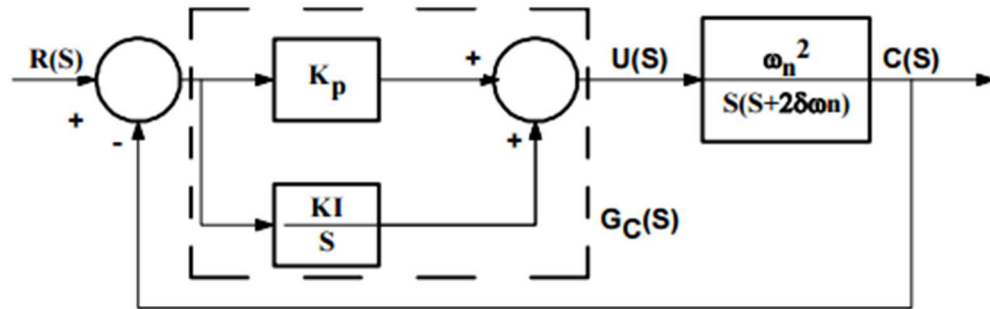 R(S)
+
-
Kp
+
+
U(S)
ωn²
S(S+2δωn)
C(S)
KI
S
GC(S)